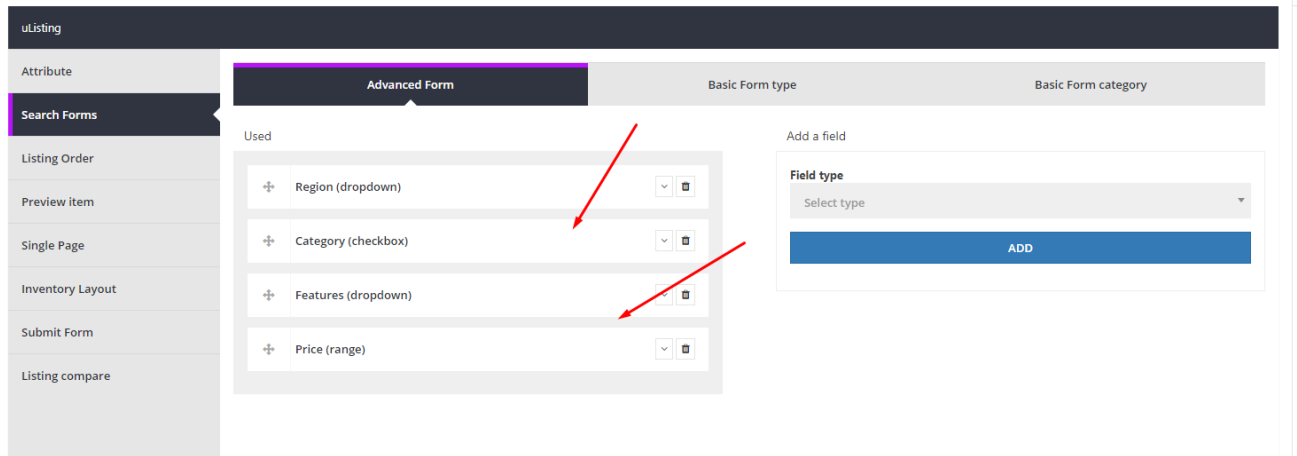 uListing
Attribute
Search Forms
Listing Order
Preview item
Single Page
Inventory Layout
Submit Form
Listing compare
Advanced Form
Basic Form type
Basic Form category
Used
Region (dropdown)
Category (checkbox)
Features (dropdown)
Price (range)
Add a field
Field type
Select type
ADD